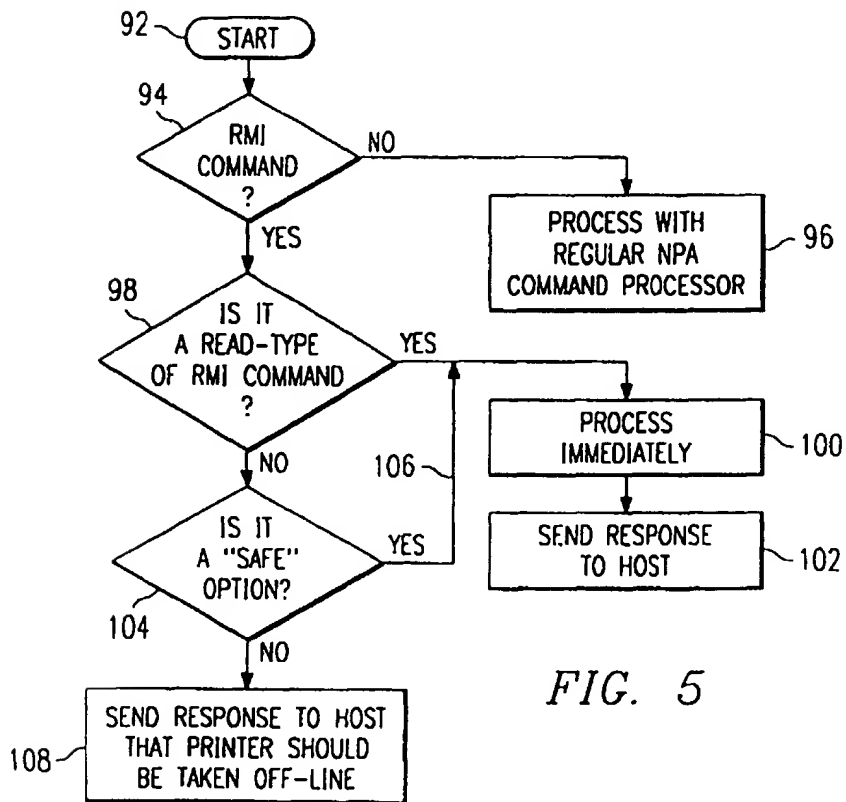 92
START
94
RMI
COMMAND
?
NO
YES
PROCESS WITH
REGULAR NPA
COMMAND PROCESSOR
96
98
IS IT
A READ-TYPE
OF RMI COMMAND
?
YES
NO
106
PROCESS
IMMEDIATELY
100
SEND RESPONSE
TO HOST
102
IS IT
A "SAFE"
OPTION?
YES
104
NO
SEND RESPONSE TO HOST
THAT PRINTER SHOULD
BE TAKEN OFF-LINE
108
FIG. 5